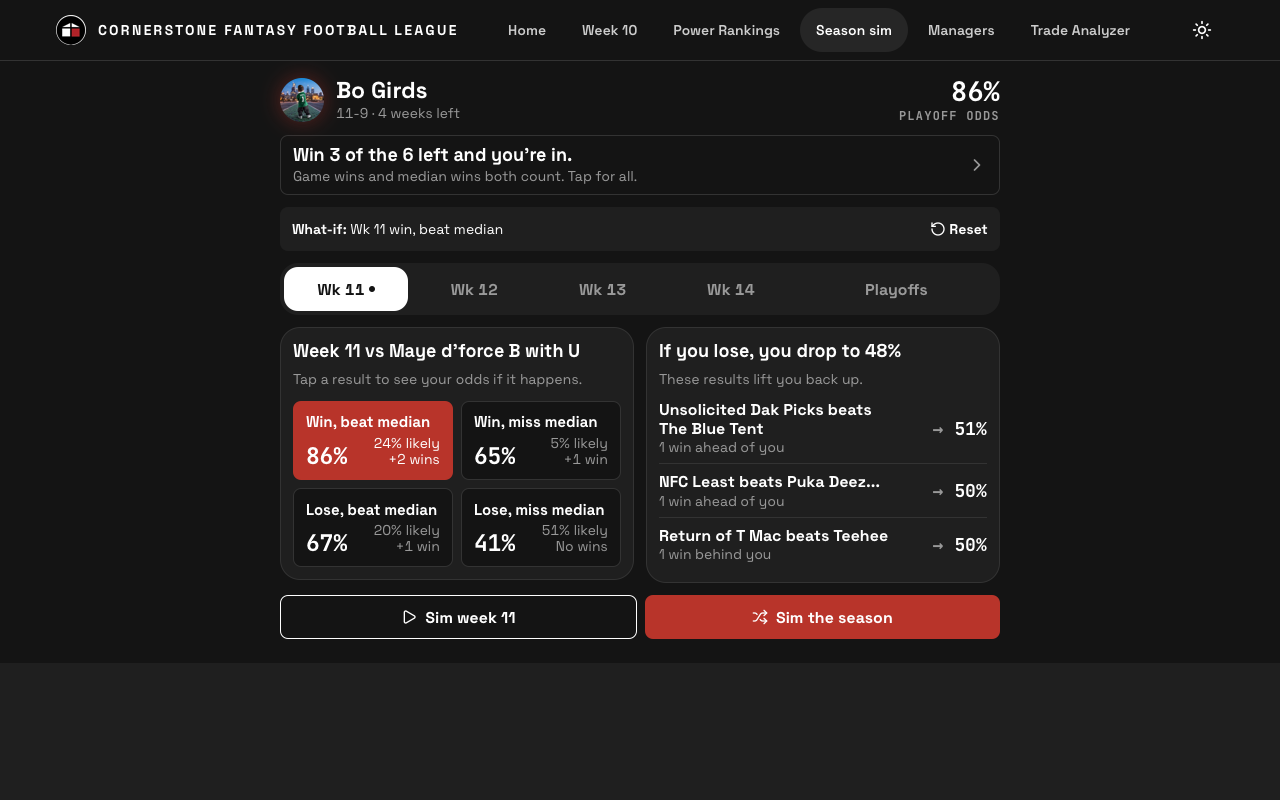 CORNERSTONE FANTASY FOOTBALL LEAGUE
Home
Week 10
Power Rankings
Season sim
Managers
Trade Analyzer
Bo Girds
11-9 · 4 weeks left
86%
PLAYOFF ODDS
Win 3 of the 6 left and you’re in.
Game wins and median wins both count. Tap for all.
What-if: Wk 11 win, beat median
Reset
Wk 11 •
Wk 12
Wk 13
Wk 14
Playoffs
Week 11 vs Maye d’force B with U
Tap a result to see your odds if it happens.
Win, beat median
86%
24% likely
+2 wins
Win, miss median
65%
5% likely
+1 win
Lose, beat median
67%
20% likely
+1 win
Lose, miss median
41%
51% likely
No wins
If you lose, you drop to 48%
These results lift you back up.
Unsolicited Dak Picks beats
The Blue Tent
1 win ahead of you
→ 51%
NFC Least beats Puka Deez...
1 win ahead of you
→ 50%
Return of T Mac beats Teehee
1 win behind you
→ 50%
Sim week 11
Sim the season